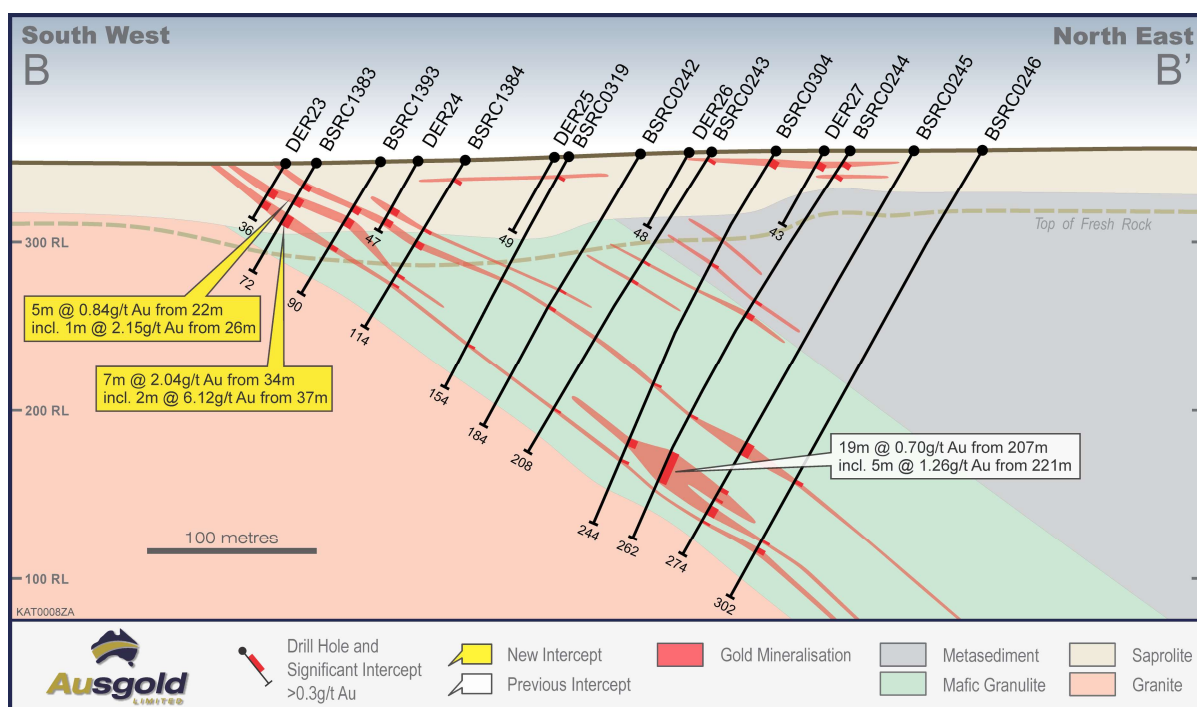 South West
North East
B
B'
DER23
BSRC1383
BSRC1393
DER24
BSRC1384
DER25
BSRC0319
BSRC0242
DER26
BSRC0243
BSRC0304
DER27
BSRC0244
BSRC0245
BSRC0246
36
47
49
48
43
Top of Fresh Rock
300 RL
72
90
114
5m @ 0.84g/t Au from 22m
incl. 1m @ 2.15g/t Au from 26m
7m @ 2.04g/t Au from 34m
incl. 2m @ 6.12g/t Au from 37m
154
184
208
200 RL
19m @ 0.70g/t Au from 207m
incl. 5m @ 1.26g/t Au from 221m
244
262
274
302
100 metres
100 RL
KAT0008ZA
Ausgold
LIMITED
Drill Hole and
Significant Intercept
>0.3g/t Au
New Intercept
Previous Intercept
Gold Mineralisation
Metasediment
Mafic Granulite
Saprolite
Granite